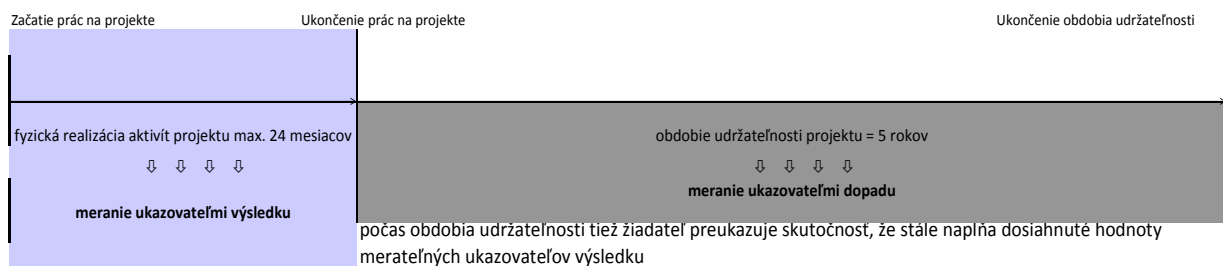 Začatie prác na projekte
Ukončenie prác na projekte
Ukončenie obdobia udržateľnosti
fyzická realizácia aktivít projektu max. 24 mesiacov
meranie ukazovateľmi výsledku
obdobie udržateľnosti projektu = 5 rokov
meranie ukazovateľmi dopadu
počas obdobia udržateľnosti tiež žiadateľ preukazuje skutočnosť, že stále naplňa dosiahnuté hodnoty
merateľných ukazovateľov výsledku